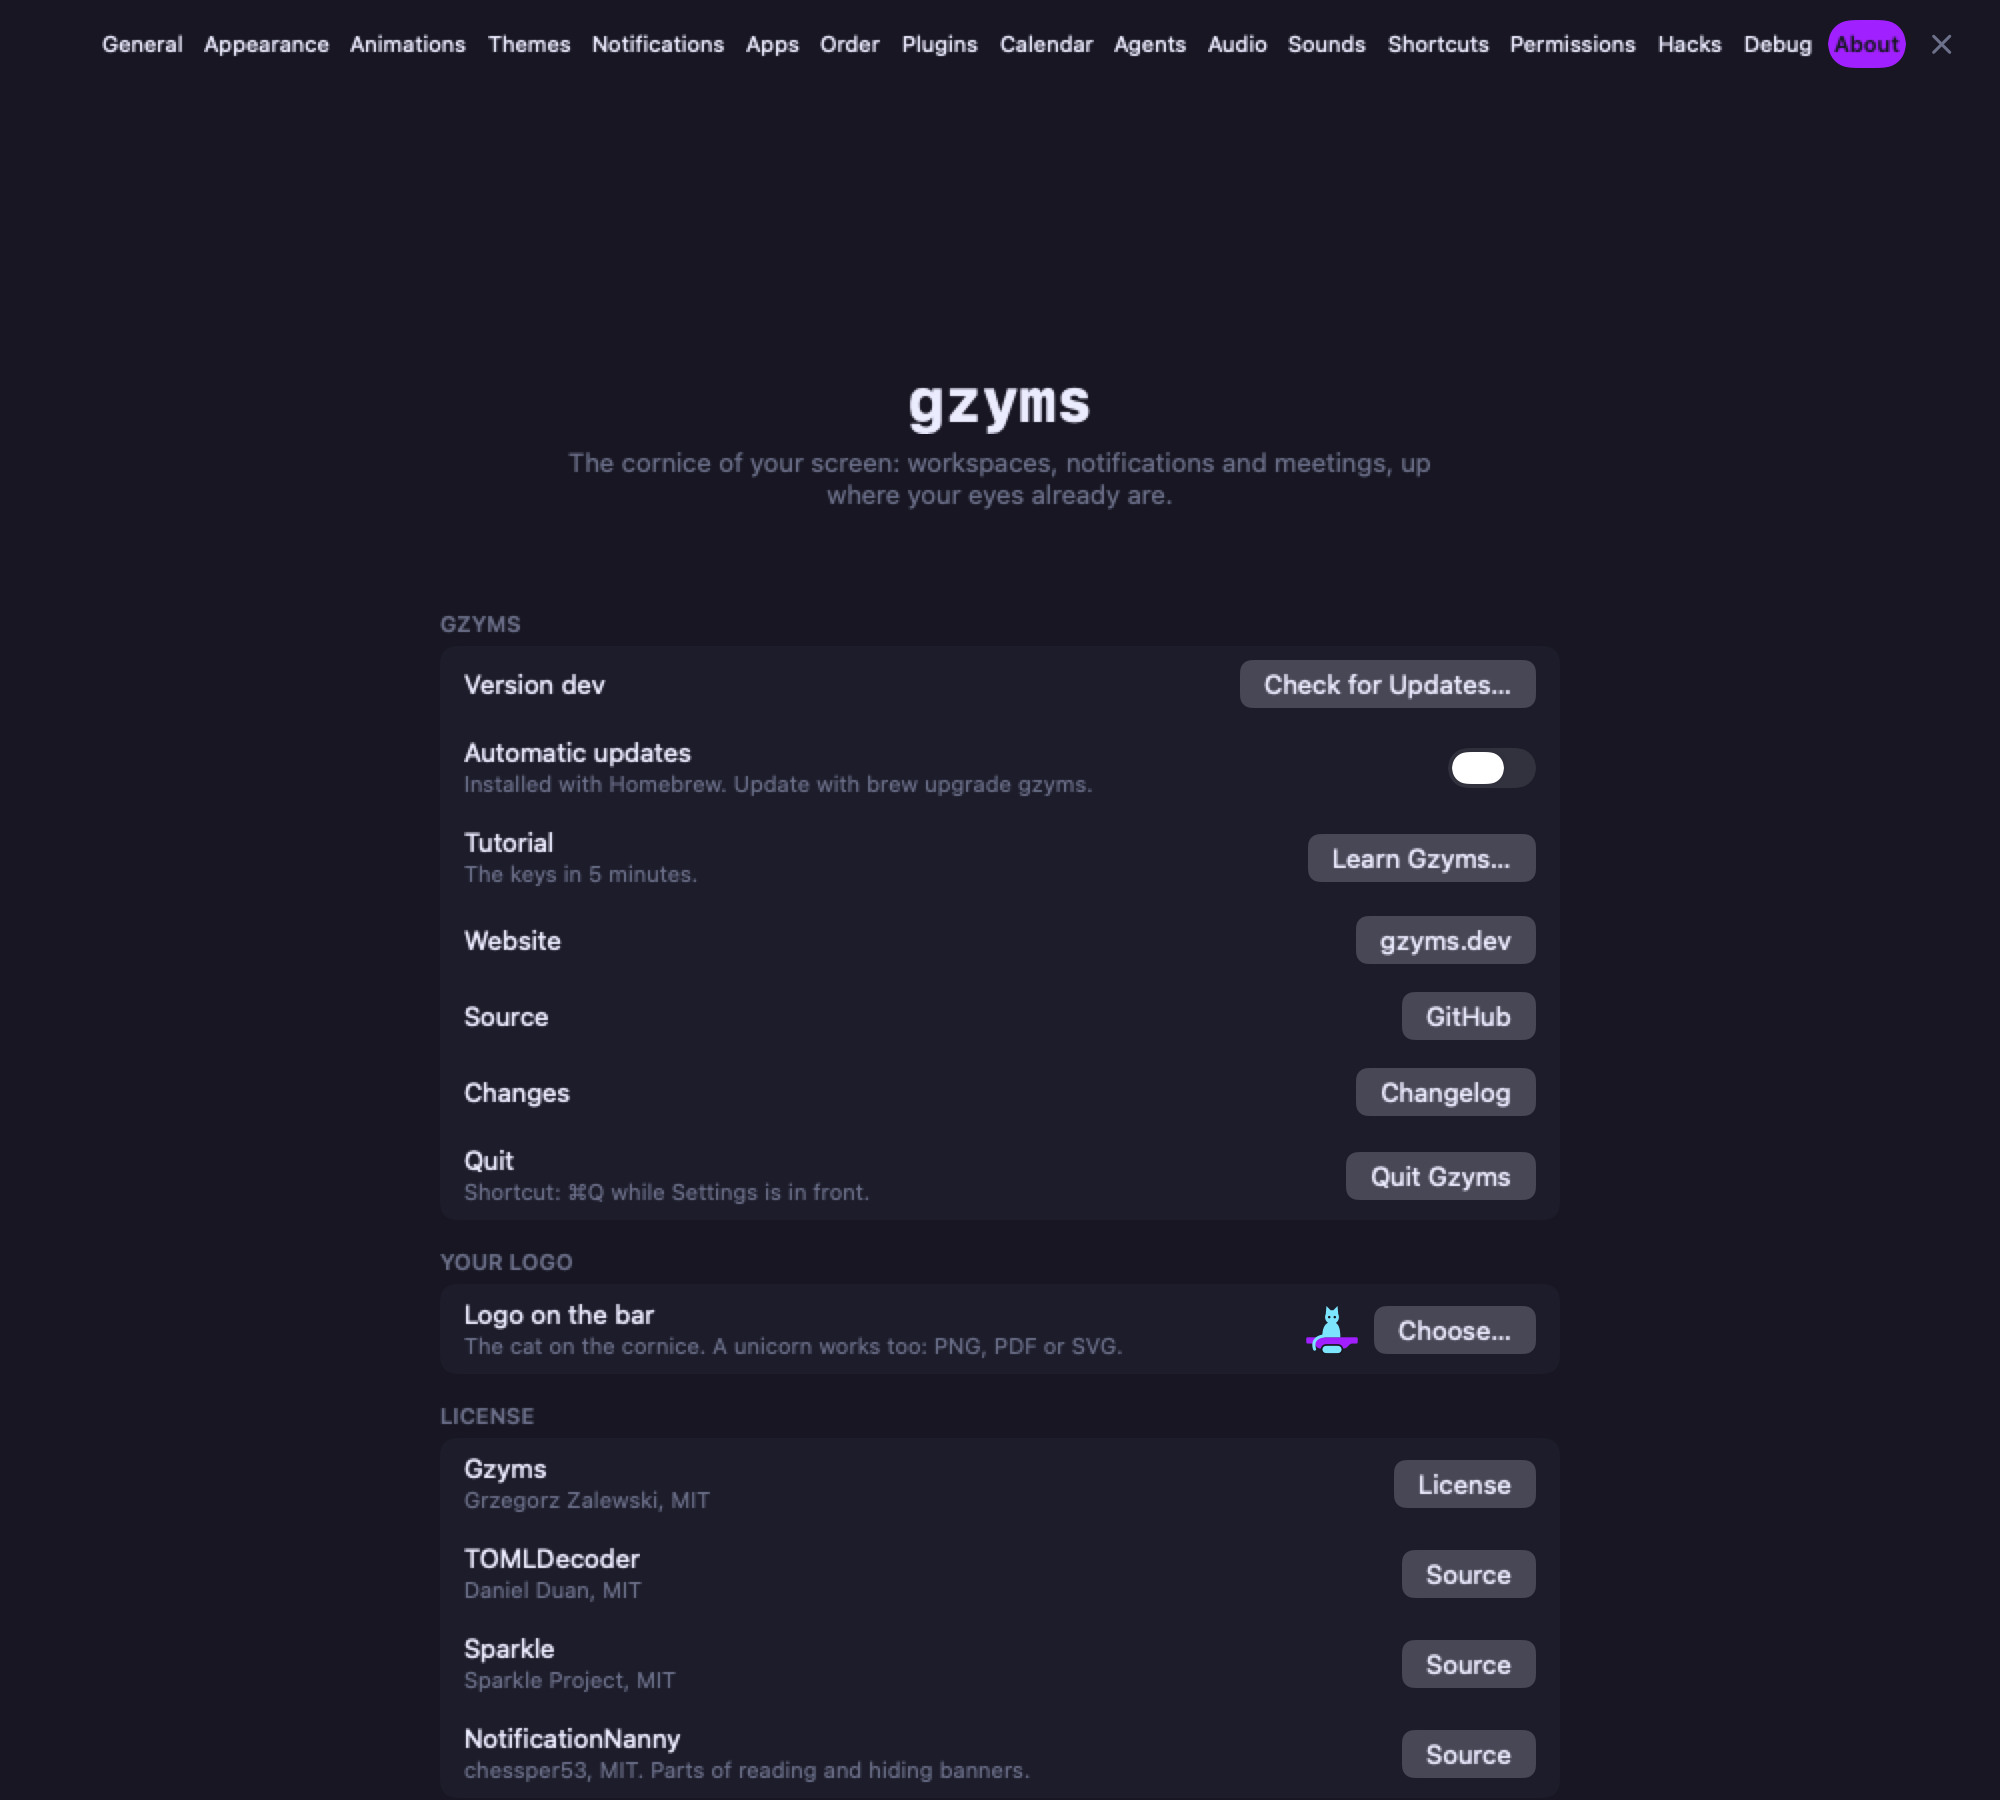 General Appearance Animations Themes Notifications Apps Order Plugins Calendar Agents Audio Sounds Shortcuts Permissions Hacks Debug About
gzyms
The cornice of your screen: workspaces, notifications and meetings, up
where your eyes already are.
GZYMS
Version dev
Check for Updates...
Automatic updates
Installed with Homebrew. Update with brew upgrade gzyms.
Tutorial
The keys in 5 minutes.
Learn Gzyms...
Website
gzyms.dev
Source
GitHub
Changes
Changelog
Quit
Shortcut: ⌘Q while Settings is in front.
Quit Gzyms
YOUR LOGO
Logo on the bar
The cat on the cornice. A unicorn works too: PNG, PDF or SVG.
Choose...
LICENSE
Gzyms
Grzegorz Zalewski, MIT
License
TOMLDecoder
Daniel Duan, MIT
Source
Sparkle
Sparkle Project, MIT
Source
NotificationNanny
chessper53, MIT. Parts of reading and hiding banners.
Source